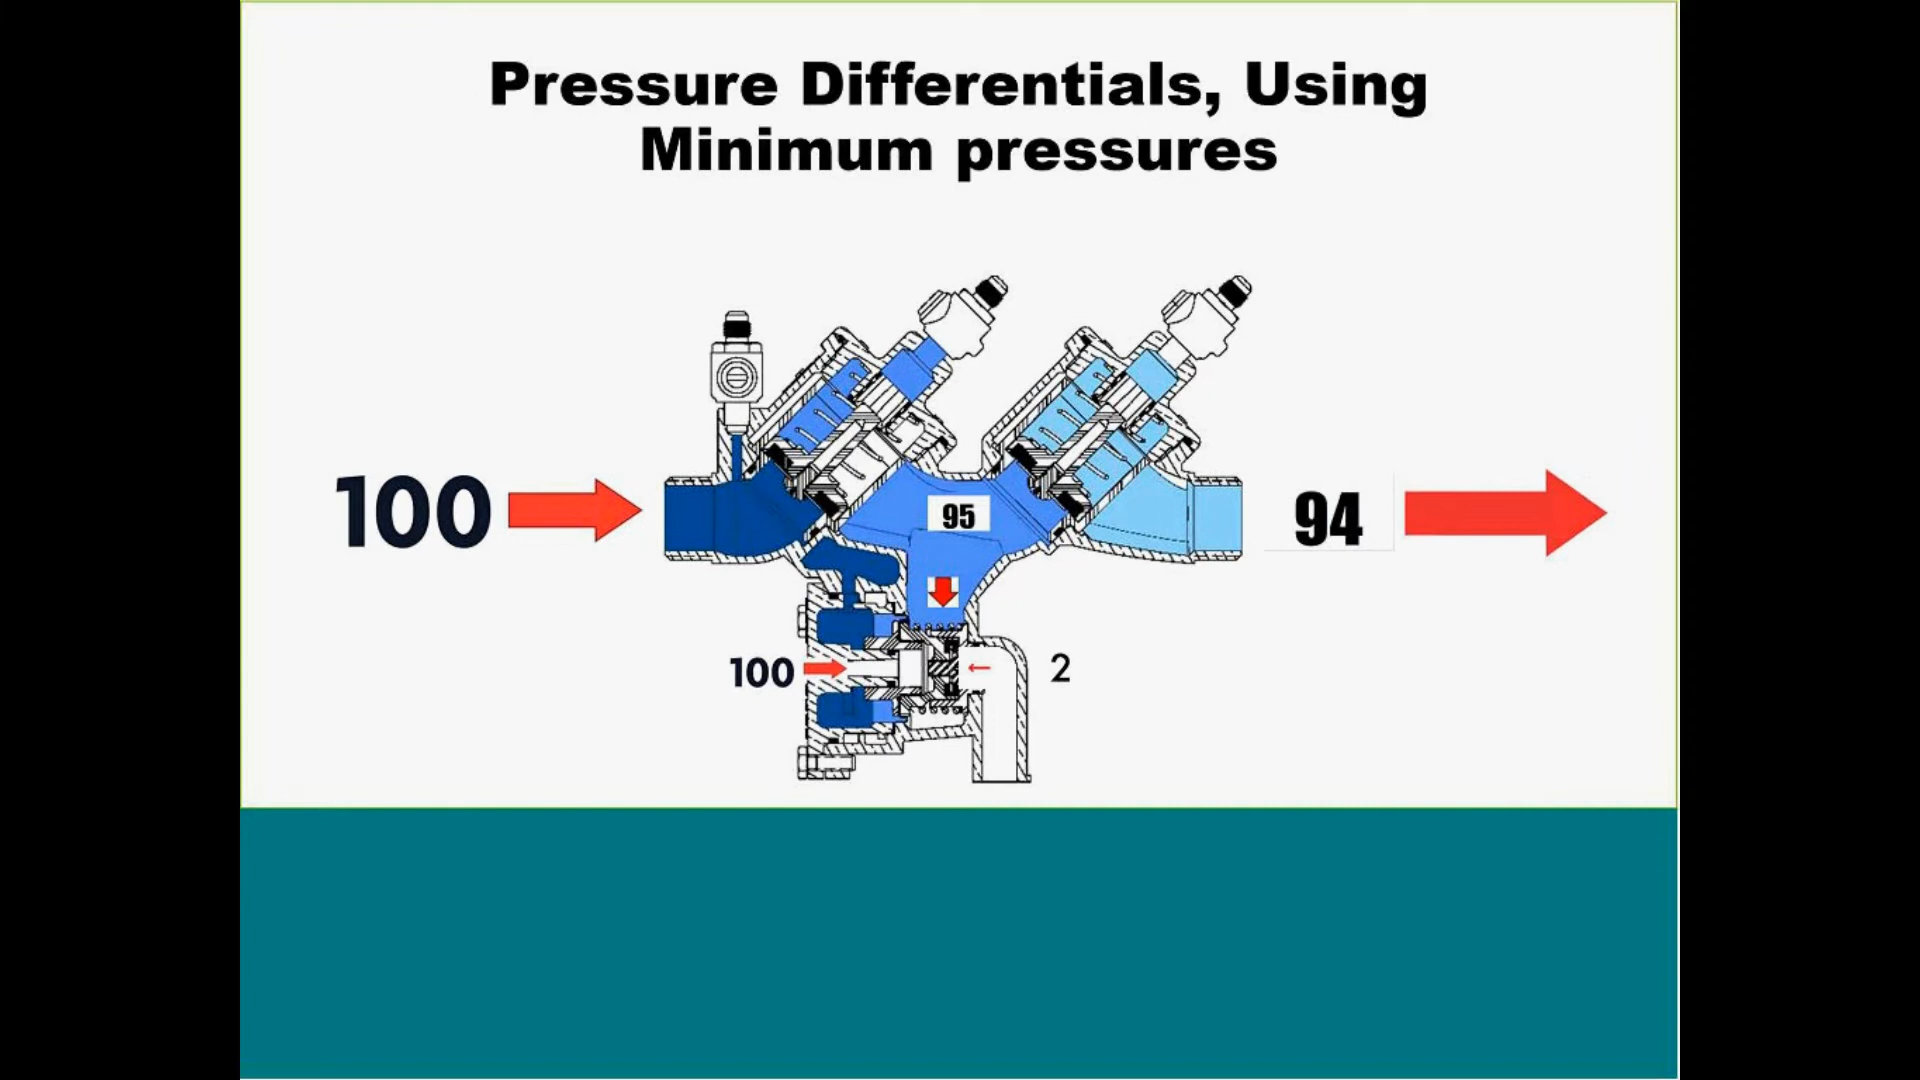 Pressure Differentials, Using
Minimum pressures
100
95
94
100
2